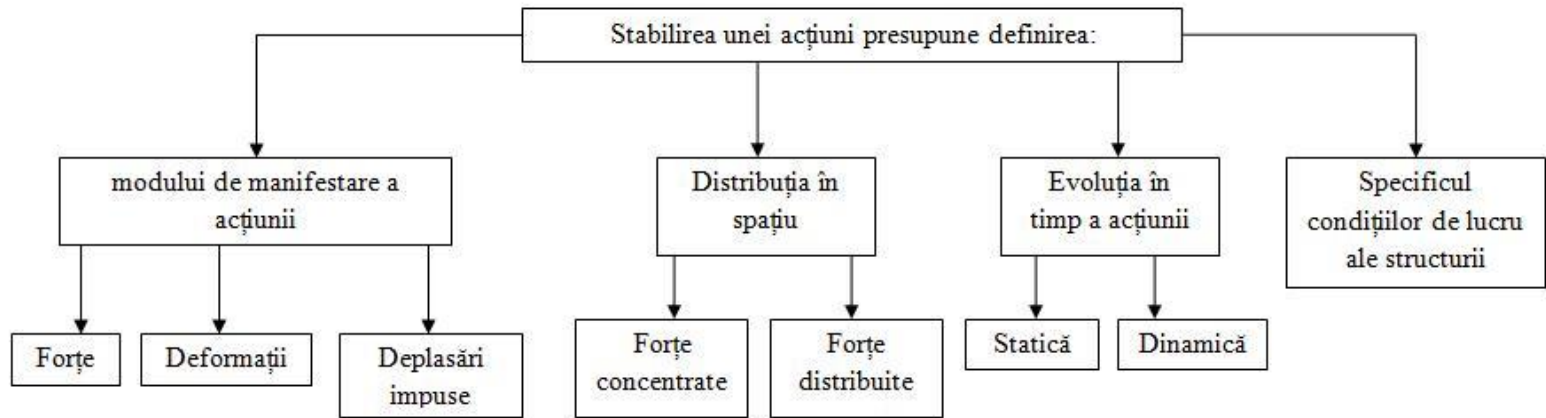 Stabilirea unei acțiuni presupune definirea:
modului de manifestare a
acțiunii
Distribuția în
spațiu
Evoluția în
timp a acțiunii
Specificul
condițiilor de lucru
ale structurii
Forțe
Deformații
Deplasări
impuse
Forțe
concentrate
Forțe
distribuite
Statică
Dinamică